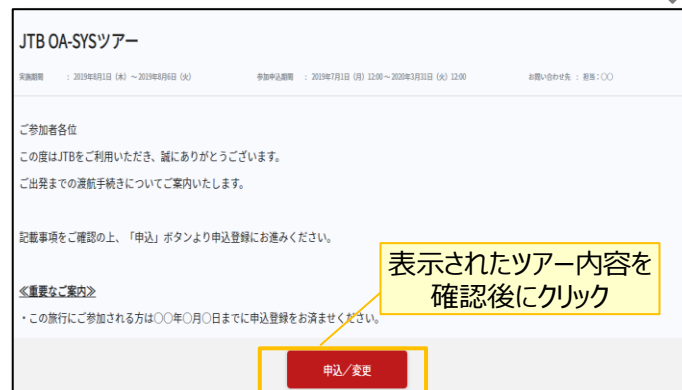 JTB OA-SYSツアー
実施期間 : 2019年8月1日（木）～2019年8月6日（火） 参加申込期間 : 2019年7月1日（月）12:00～2020年3月31日（火）12:00 お問い合わせ先 : 担当：〇〇
ご参加者各位
この度はJTBをご利用いただき、誠にありがとうございます。
ご出発までの渡航手続きについてご案内いたします。
記載事項をご確認の上、「申込」ボタンより申込登録にお進みください。
表示されたツアー内容を
確認後にクリック
≪重要なご案内≫
・この旅行にご参加される方は〇〇年〇月〇日までに申込登録をお済ませください。
申込／変更